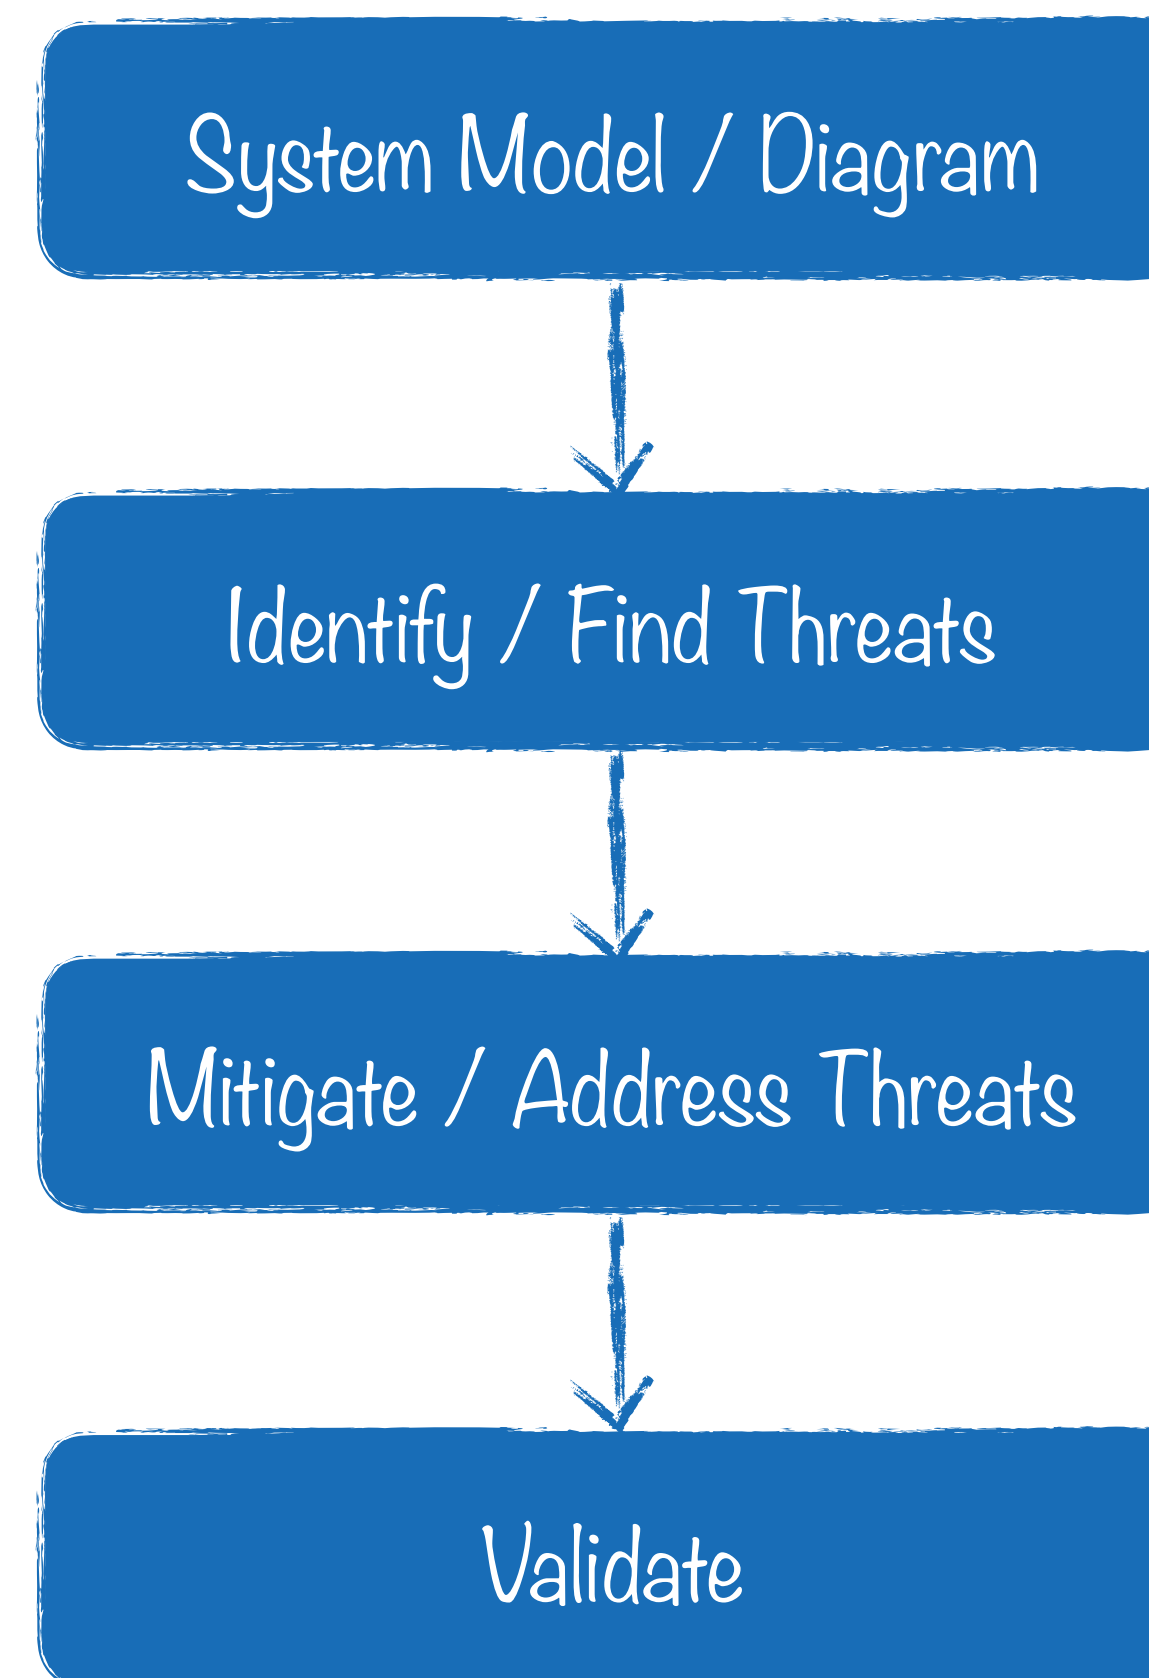 System Model / Diagram
Identify / Find Threats
Mitigate / Address Threats
Validate